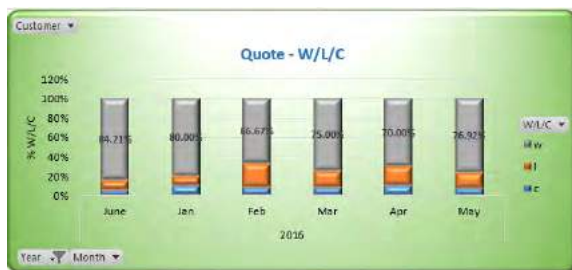 Customer
Quote - W/L/C
120%
100%
80%
60%
40%
20%
0%
% W/L/C
84.21%
80.00%
66.67%
75.00%
70.00%
76.92%
June
Jan
Feb
Mar
Apr
May
2016
W/L/C
w
l
c
Year
Month